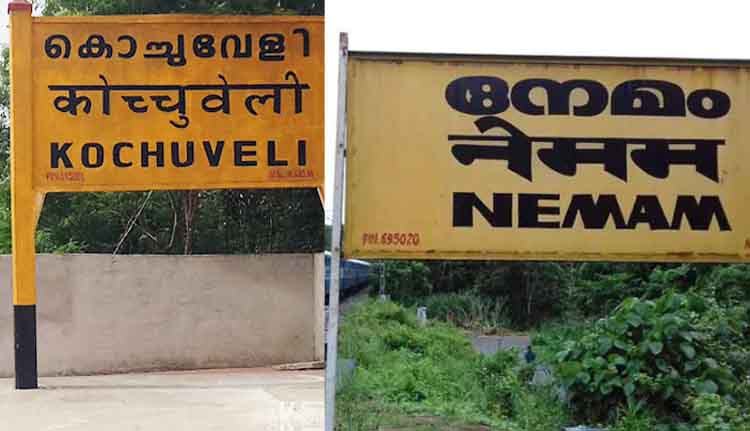 കൊച്ചുവേളി
कोच्चुवेली
KOCHUVELI
നേമം
नेमम
NEMAM
PIN.695020